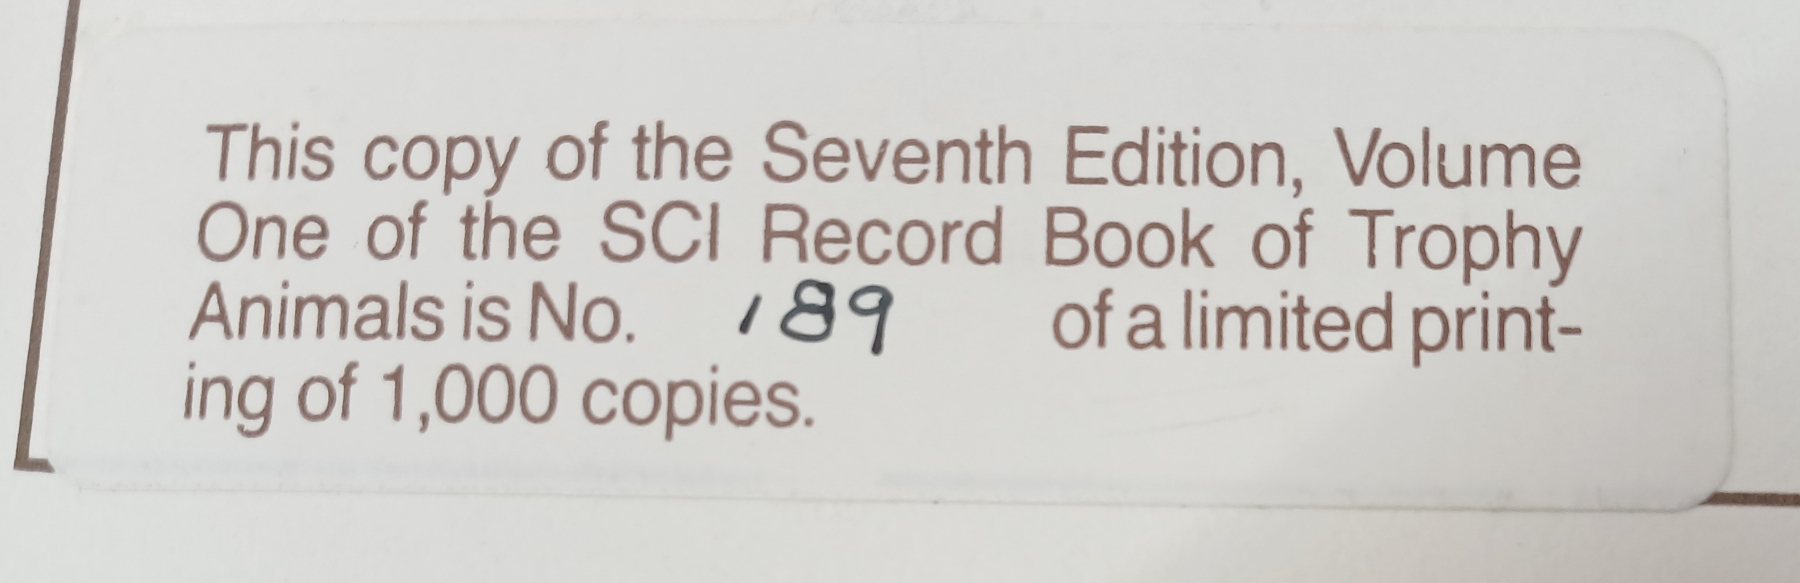 This copy of the Seventh Edition, Volume
One of the SCI Record Book of Trophy
Animals is No. 189 of a limited print-
ing of 1,000 copies.